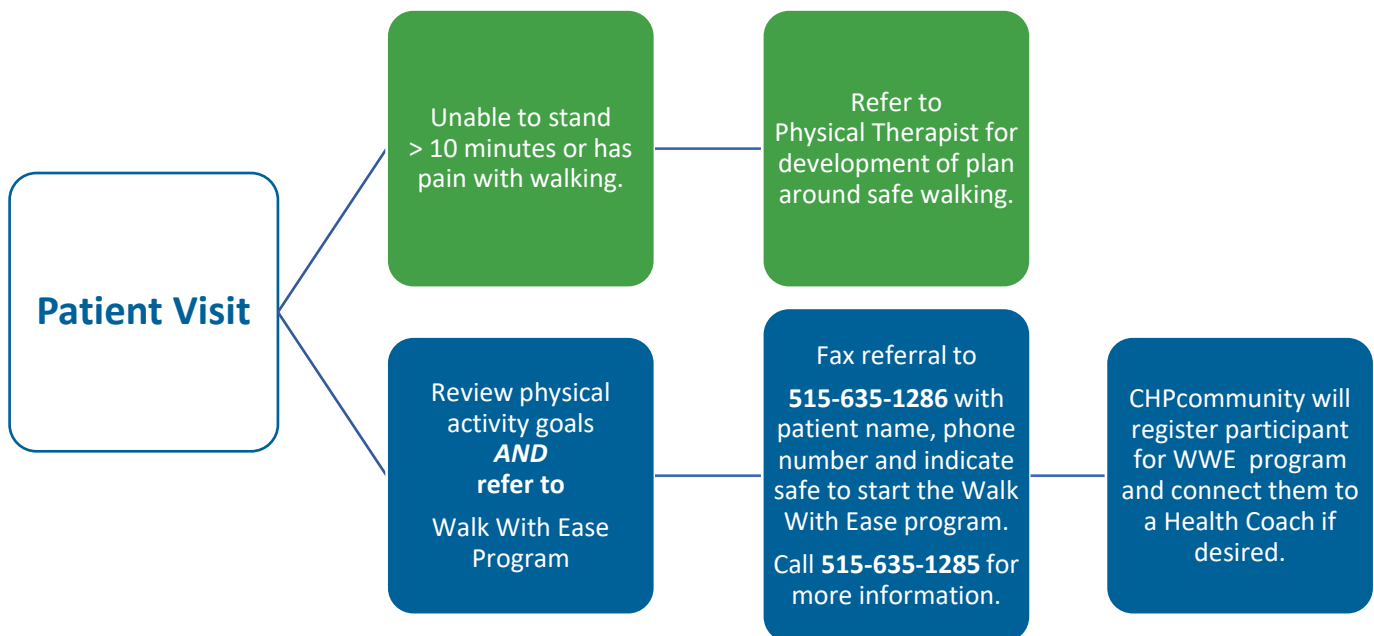 Patient Visit
Unable to stand
> 10 minutes or has
pain with walking.
Refer to
Physical Therapist for
development of plan
around safe walking.
Review physical
activity goals
AND
refer to
Walk With Ease
Program
Fax referral to
515-635-1286 with
patient name, phone
number and indicate
safe to start the Walk
With Ease program.
Call 515-635-1285 for
more information.
CHPcommunity will
register participant
for WWE program
and connect them to
a Health Coach if
desired.